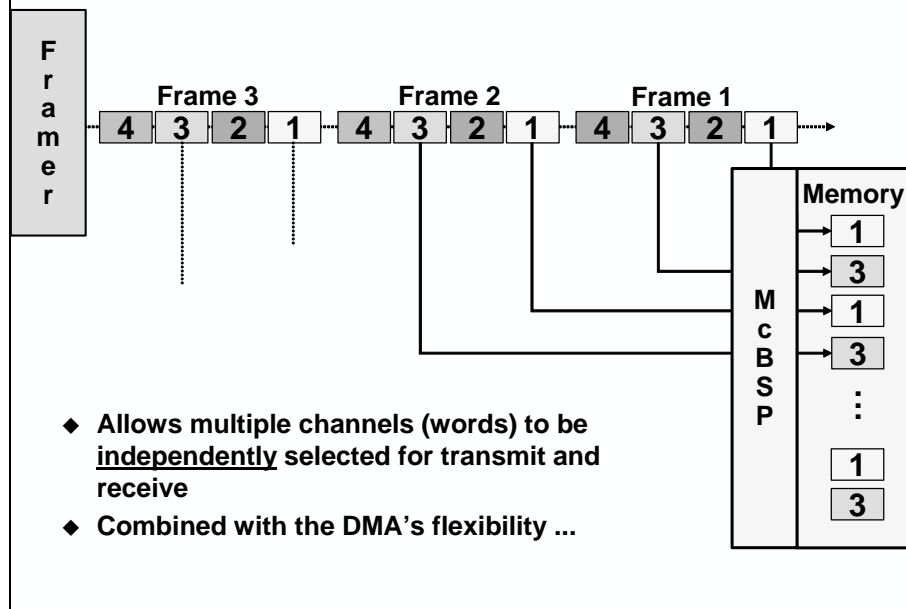 Framer
Frame 3 Frame 2 Frame 1
4 3 2 1 4 3 2 1 4 3 2 1
Memory
1
3
1
3
⋮
1
3
McBSP
◆ Allows multiple channels (words) to be
independently selected for transmit and
receive
◆ Combined with the DMA's flexibility ...